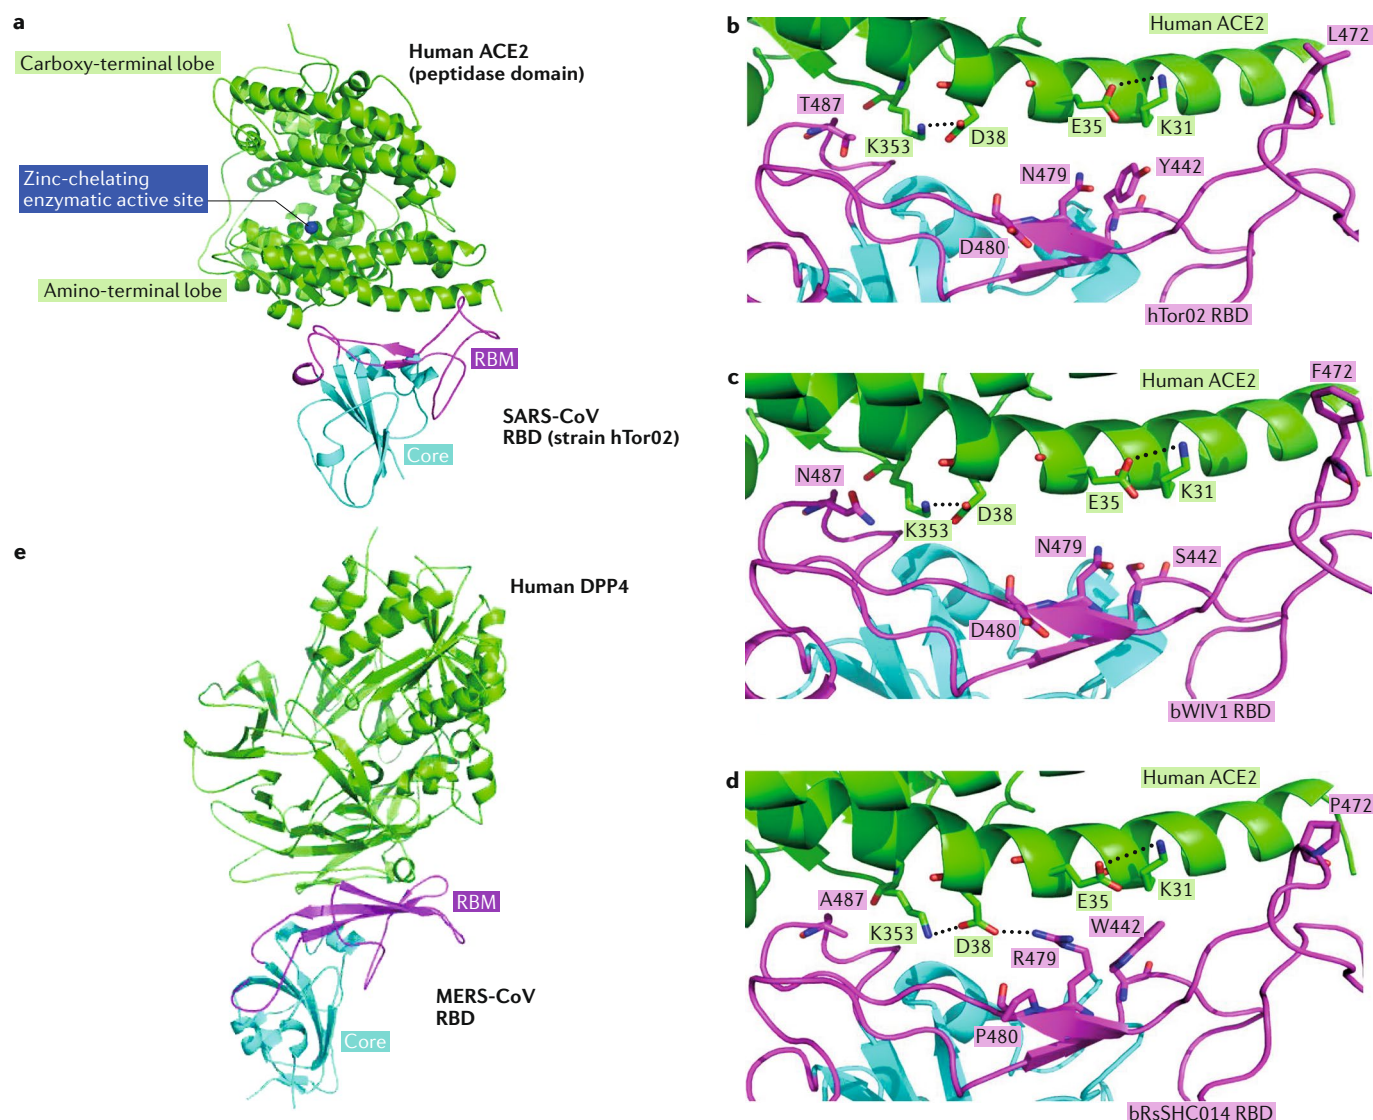 a
Human ACE2
(peptidase domain)
Carboxy-terminal lobe
Zinc-chelating
enzymatic active site
Amino-terminal lobe
RBM
SARS-CoV
RBD (strain hTor02)
Core
b
Human ACE2
L472
T487
K353
D38
E35
K31
N479
Y442
D480
hTor02 RBD
c
Human ACE2
F472
N487
K353
D38
E35
K31
N479
S442
D480
bWIV1 RBD
d
Human ACE2
P472
A487
K353
D38
E35
K31
W442
R479
P480
bRsSHC014 RBD
e
Human DPP4
RBM
MERS-CoV
RBD
Core